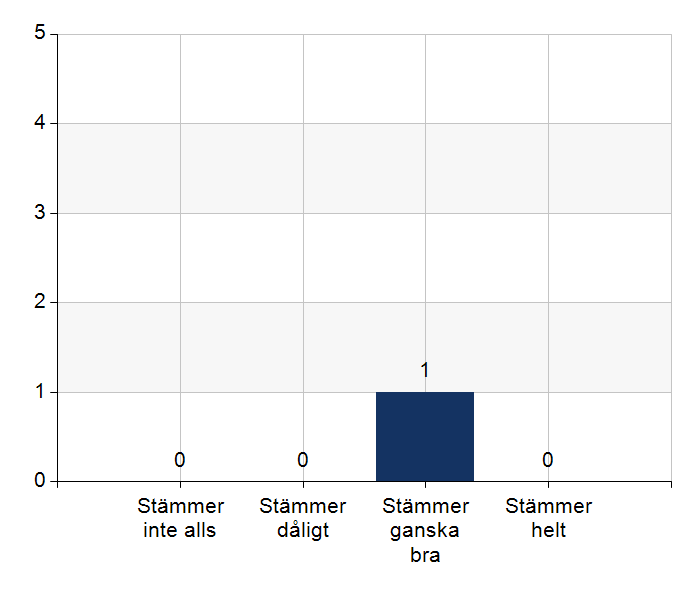 5
4
3
2
1
0
0
0
1
0
Stämmer
inte alls
Stämmer
dåligt
Stämmer
ganska
bra
Stämmer
helt